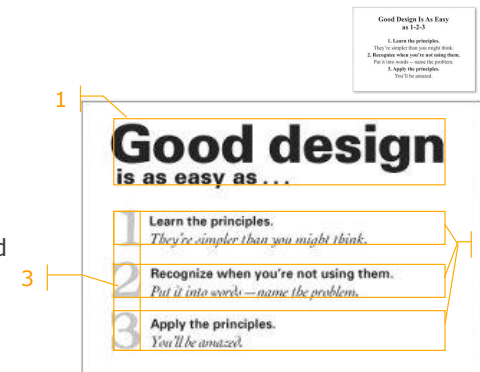 Good Design Is As Easy
as 1-2-3
1. Learn the principles.
They're simpler than you might think.
2. Recognize when you're not using them.
Put it into words -- name the problem.
3. Apply the principles.
You'll be amazed.
1
Good design
is as easy as . . .
1 Learn the principles.
They're simpler than you might think.
d
3
2 Recognize when you're not using them.
Put it into words — name the problem.
3 Apply the principles.
You'll be amazed.